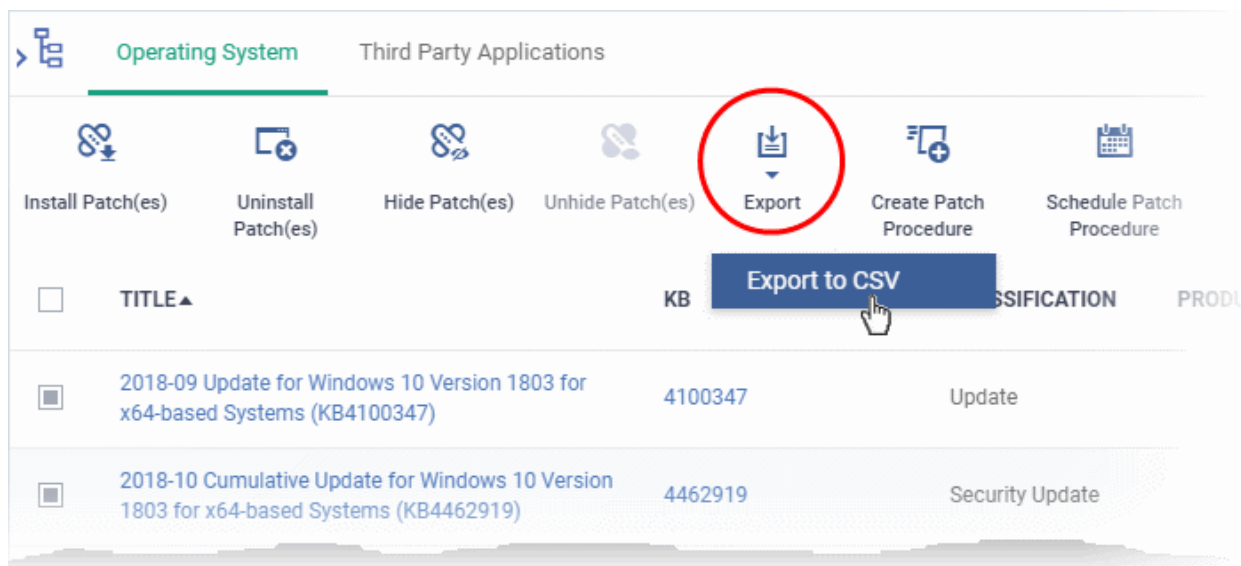 Operating System Third Party Applications
Install Patch(es) Uninstall Patch(es) Hide Patch(es) Unhide Patch(es) Export Create Patch Procedure Schedule Patch Procedure
Export to CSV
TITLE KB SSIFICATION PRODU
2018-09 Update for Windows 10 Version 1803 for
x64-based Systems (KB4100347)
4100347 Update
2018-10 Cumulative Update for Windows 10 Version
1803 for x64-based Systems (KB4462919)
4462919 Security Update